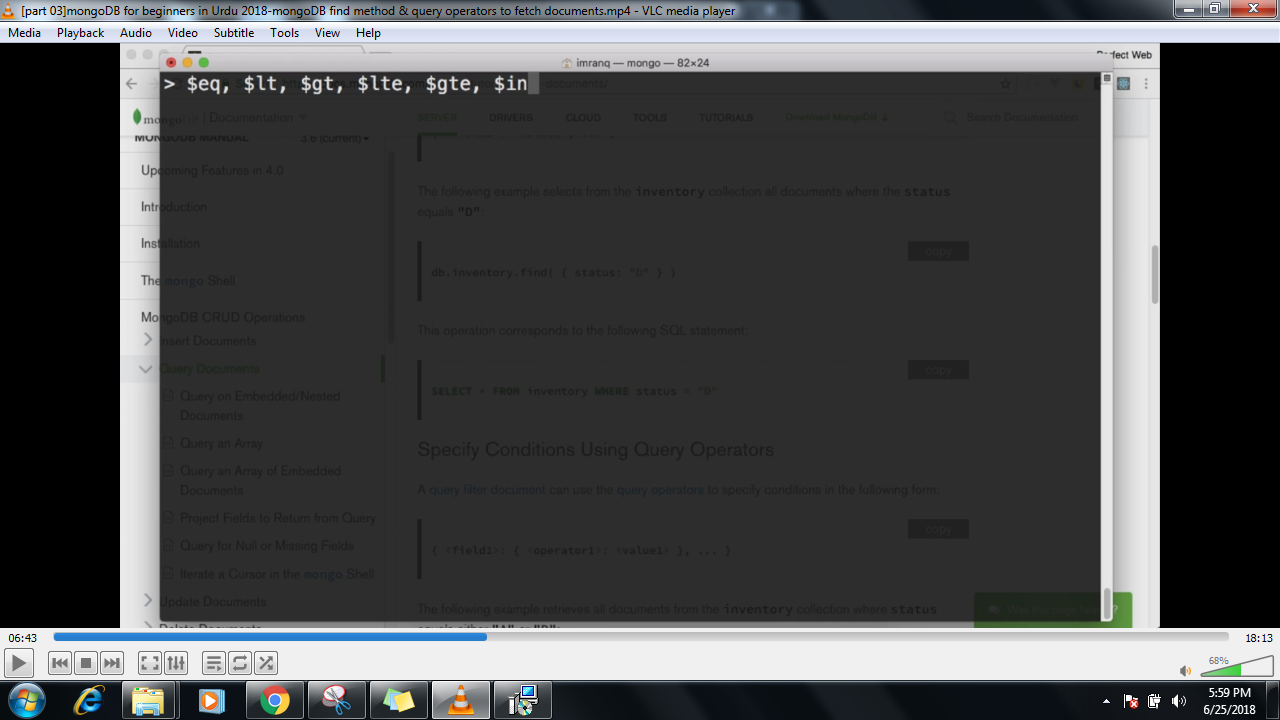 [part 03]mongoDB for beginners in Urdu 2018-mongoDB find method & query operators to fetch documents.mp4 - VLC media player
Media Playback Audio Video Subtitle Tools View Help
Perfect Web
imranq — mongo — 82×24
> $eq, $lt, $gt, $lte, $gte, $in
documents/
Documentation
SERVER DRIVERS CLOUD TOOLS TUTORIALS Download MongoDB Search Documentation
MONGODB MANUAL 3.6 (current)
Upcoming Features in 4.0
Introduction
Installation
The mongo Shell
MongoDB CRUD Operations
Insert Documents
Query Documents
Query on Embedded/Nested
Documents
Query an Array
Query an Array of Embedded
Documents
Project Fields to Return from Query
Query for Null or Missing Fields
Iterate a Cursor in the mongo Shell
Update Documents
Delete Documents
The following example selects from the inventory collection all documents where the status
equals "D":
copy
db.inventory.find( { status: "D" } )
This operation corresponds to the following SQL statement:
copy
SELECT * FROM inventory WHERE status = "D"
Specify Conditions Using Query Operators
A query filter document can use the query operators to specify conditions in the following form:
copy
{ <field1>: { <operator1>: <value1> }, ... }
The following example retrieves all documents from the inventory collection where status
equals either "A" or "D":
06:43 18:13
68%
5:59 PM
6/25/2018